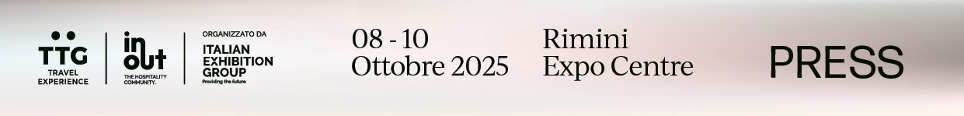 TTG
TRAVEL
EXPERIENCE
in
out
THE HOSPITALITY
COMMUNITY.
ORGANIZZATO DA
ITALIAN
EXHIBITION
GROUP
Providing the future
08 - 10
Ottobre 2025
Rimini
Expo Centre
PRESS